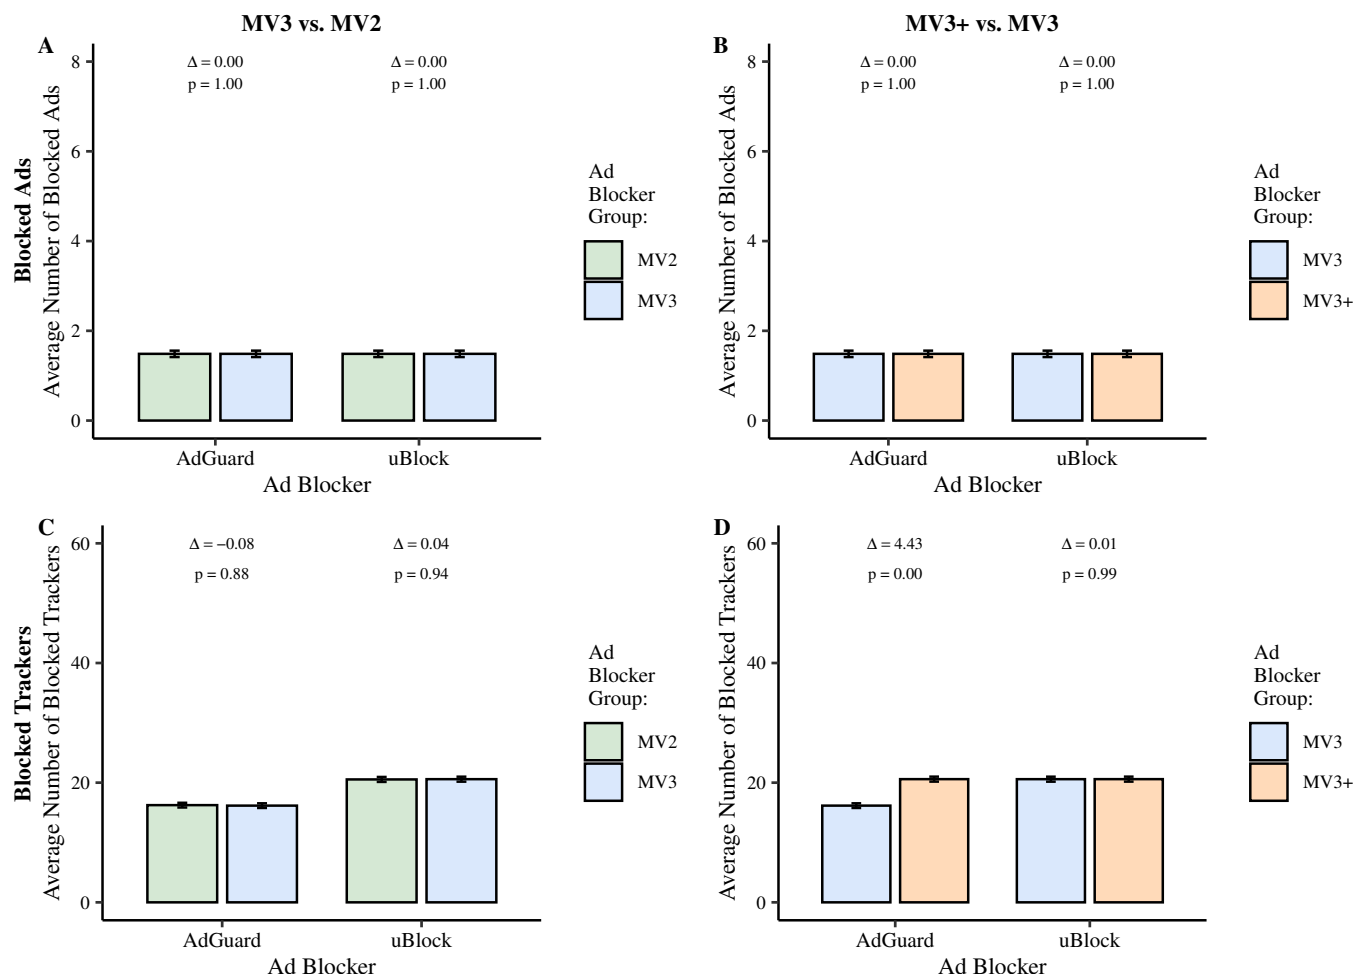 MV3 vs. MV2
MV3+ vs. MV3
Blocked Ads
A
Average Number of Blocked Ads
8
6
4
2
0
Δ = 0.00
p = 1.00
Δ = 0.00
p = 1.00
AdGuard
uBlock
Ad Blocker
Ad
Blocker
Group:
MV2
MV3
B
Average Number of Blocked Ads
8
6
4
2
0
Δ = 0.00
p = 1.00
Δ = 0.00
p = 1.00
AdGuard
uBlock
Ad Blocker
Ad
Blocker
Group:
MV3
MV3+
Blocked Trackers
C
Average Number of Blocked Trackers
60
40
20
0
Δ = −0.08
p = 0.88
Δ = 0.04
p = 0.94
AdGuard
uBlock
Ad Blocker
Ad
Blocker
Group:
MV2
MV3
D
Average Number of Blocked Trackers
60
40
20
0
Δ = 4.43
p = 0.00
Δ = 0.01
p = 0.99
AdGuard
uBlock
Ad Blocker
Ad
Blocker
Group:
MV3
MV3+